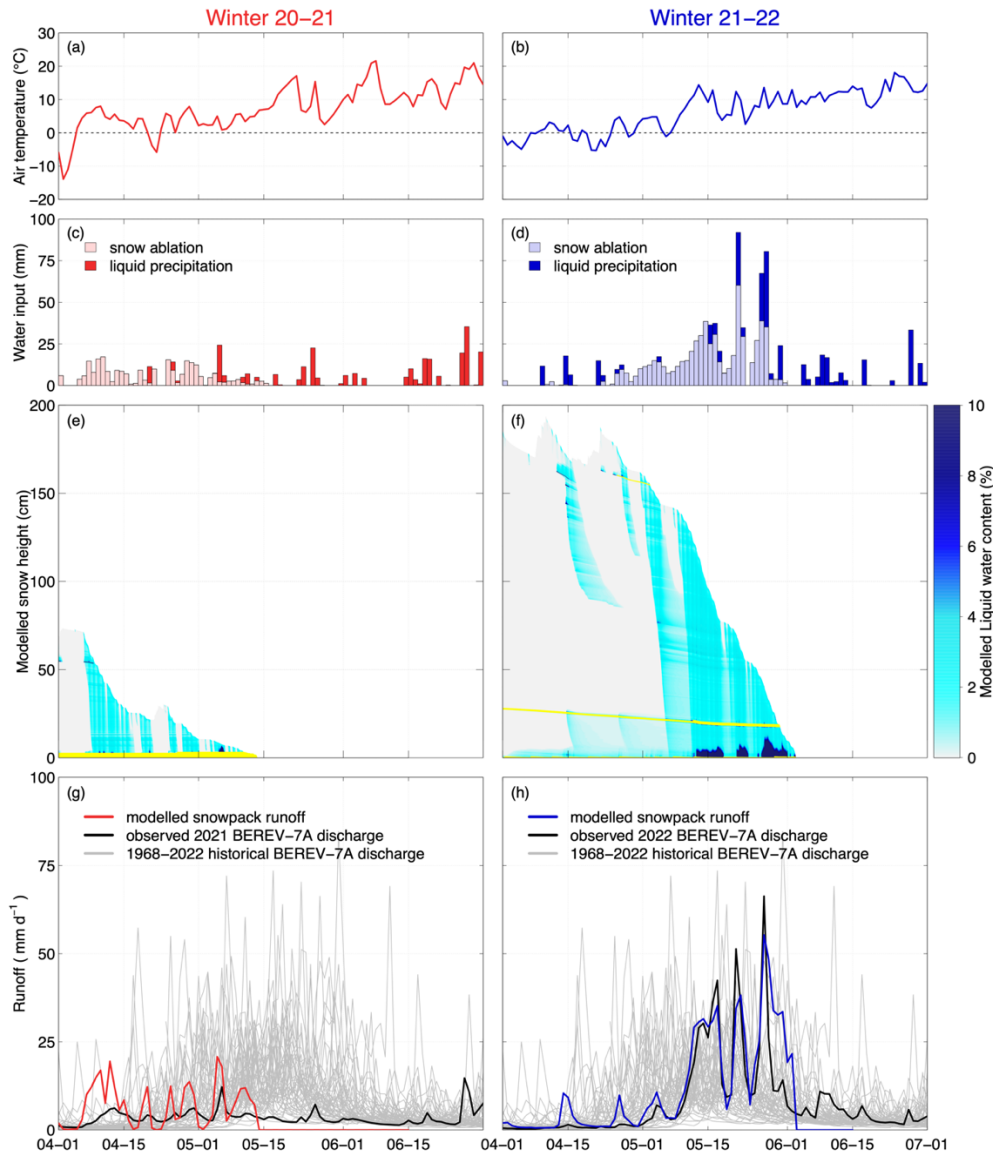 Winter 20−21
Winter 21−22
30
20
10
0
−10
−20
Air temperature (°C)
(a)
(b)
100
75
50
25
0
Water input (mm)
(c)
snow ablation
liquid precipitation
(d)
snow ablation
liquid precipitation
200
150
100
50
0
Modelled snow height (cm)
(e)
(f)
10
8
6
4
2
0
Modelled Liquid water content (%)
100
75
50
25
0
Runoff ( mm d⁻¹)
(g)
modelled snowpack runoff
observed 2021 BEREV−7A discharge
1968−2022 historical BEREV−7A discharge
(h)
modelled snowpack runoff
observed 2022 BEREV−7A discharge
1968−2022 historical BEREV−7A discharge
04−01 04−15 05−01 05−15 06−01 06−15 04−01 04−15 05−01 05−15 06−01 06−15 07−01